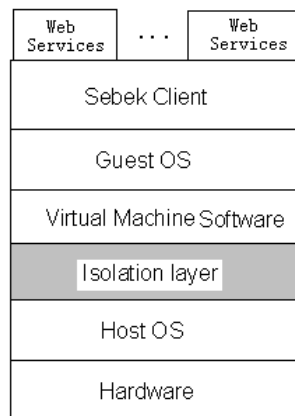 Web
Services
...
Web
Services
Sebek Client
Guest OS
Virtual Machine Software
Isolation layer
Host OS
Hardware